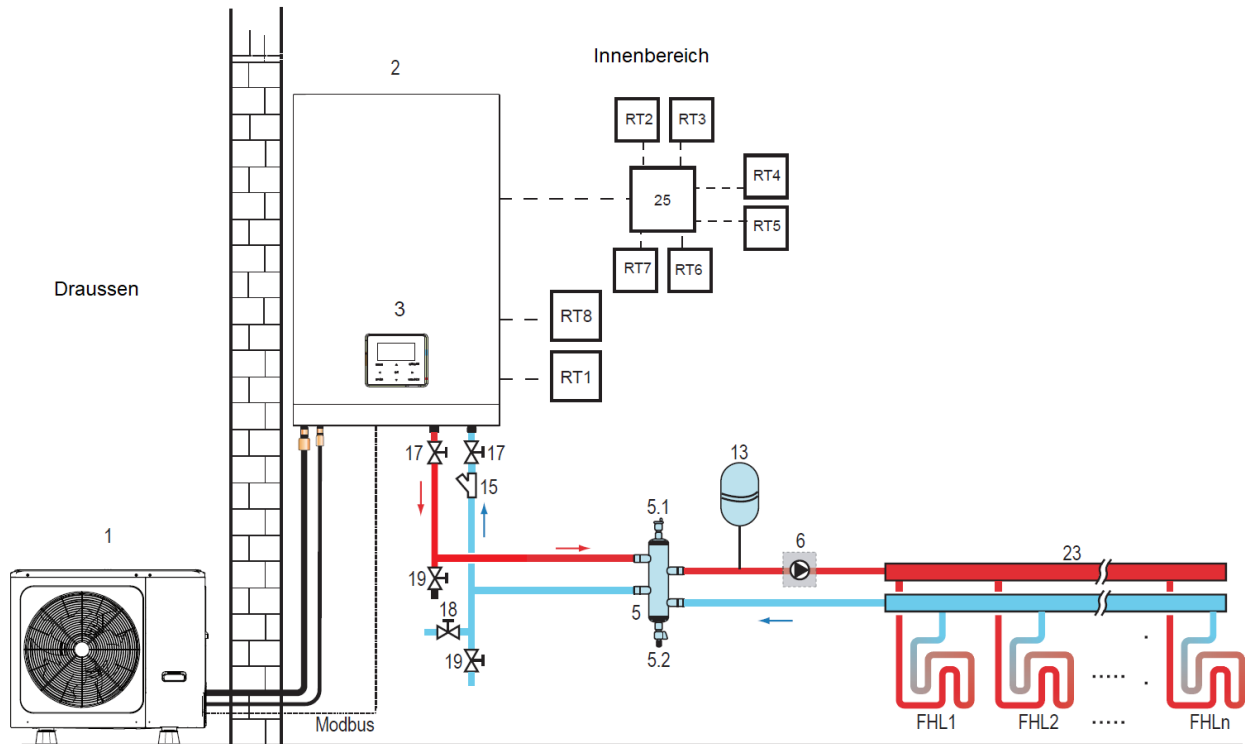 Innenbereich
2
RT2
RT3
25
RT4
RT5
RT7
RT6
Draussen
3
RT8
RT1
17
17
15
13
1
5.1
6
23
19
18
5
19
5.2
Modbus
FHL1
FHL2
.....
.....
FHLn